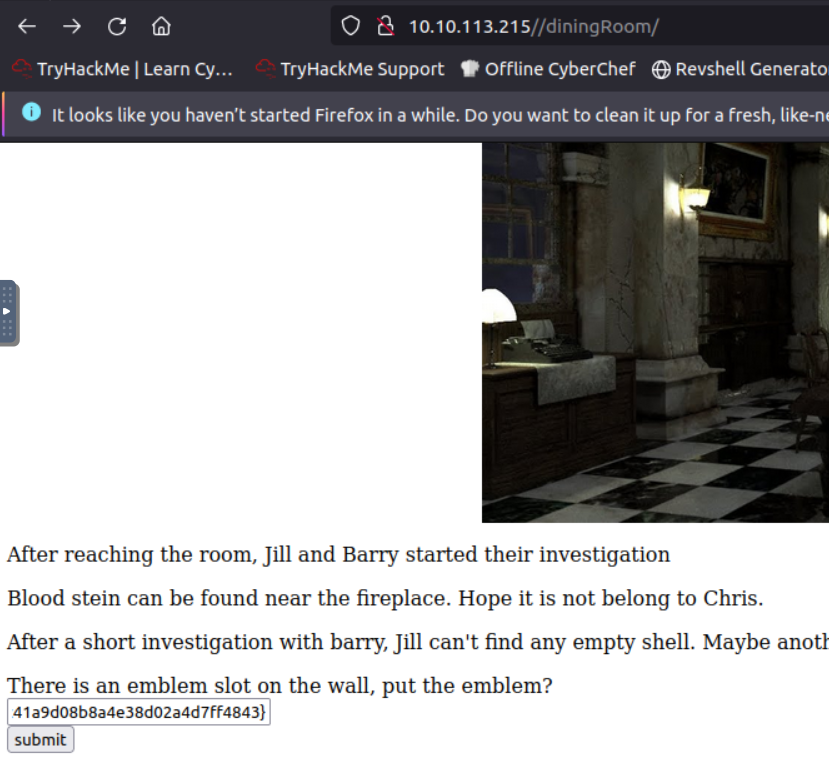 10.10.113.215//diningRoom/
TryHackMe | Learn Cy... TryHackMe Support Offline CyberChef Revshell Generato
It looks like you haven’t started Firefox in a while. Do you want to clean it up for a fresh, like-ne
After reaching the room, Jill and Barry started their investigation
Blood stein can be found near the fireplace. Hope it is not belong to Chris.
After a short investigation with barry, Jill can't find any empty shell. Maybe anoth
There is an emblem slot on the wall, put the emblem?
41a9d08b8a4e38d02a4d7ff4843}
submit